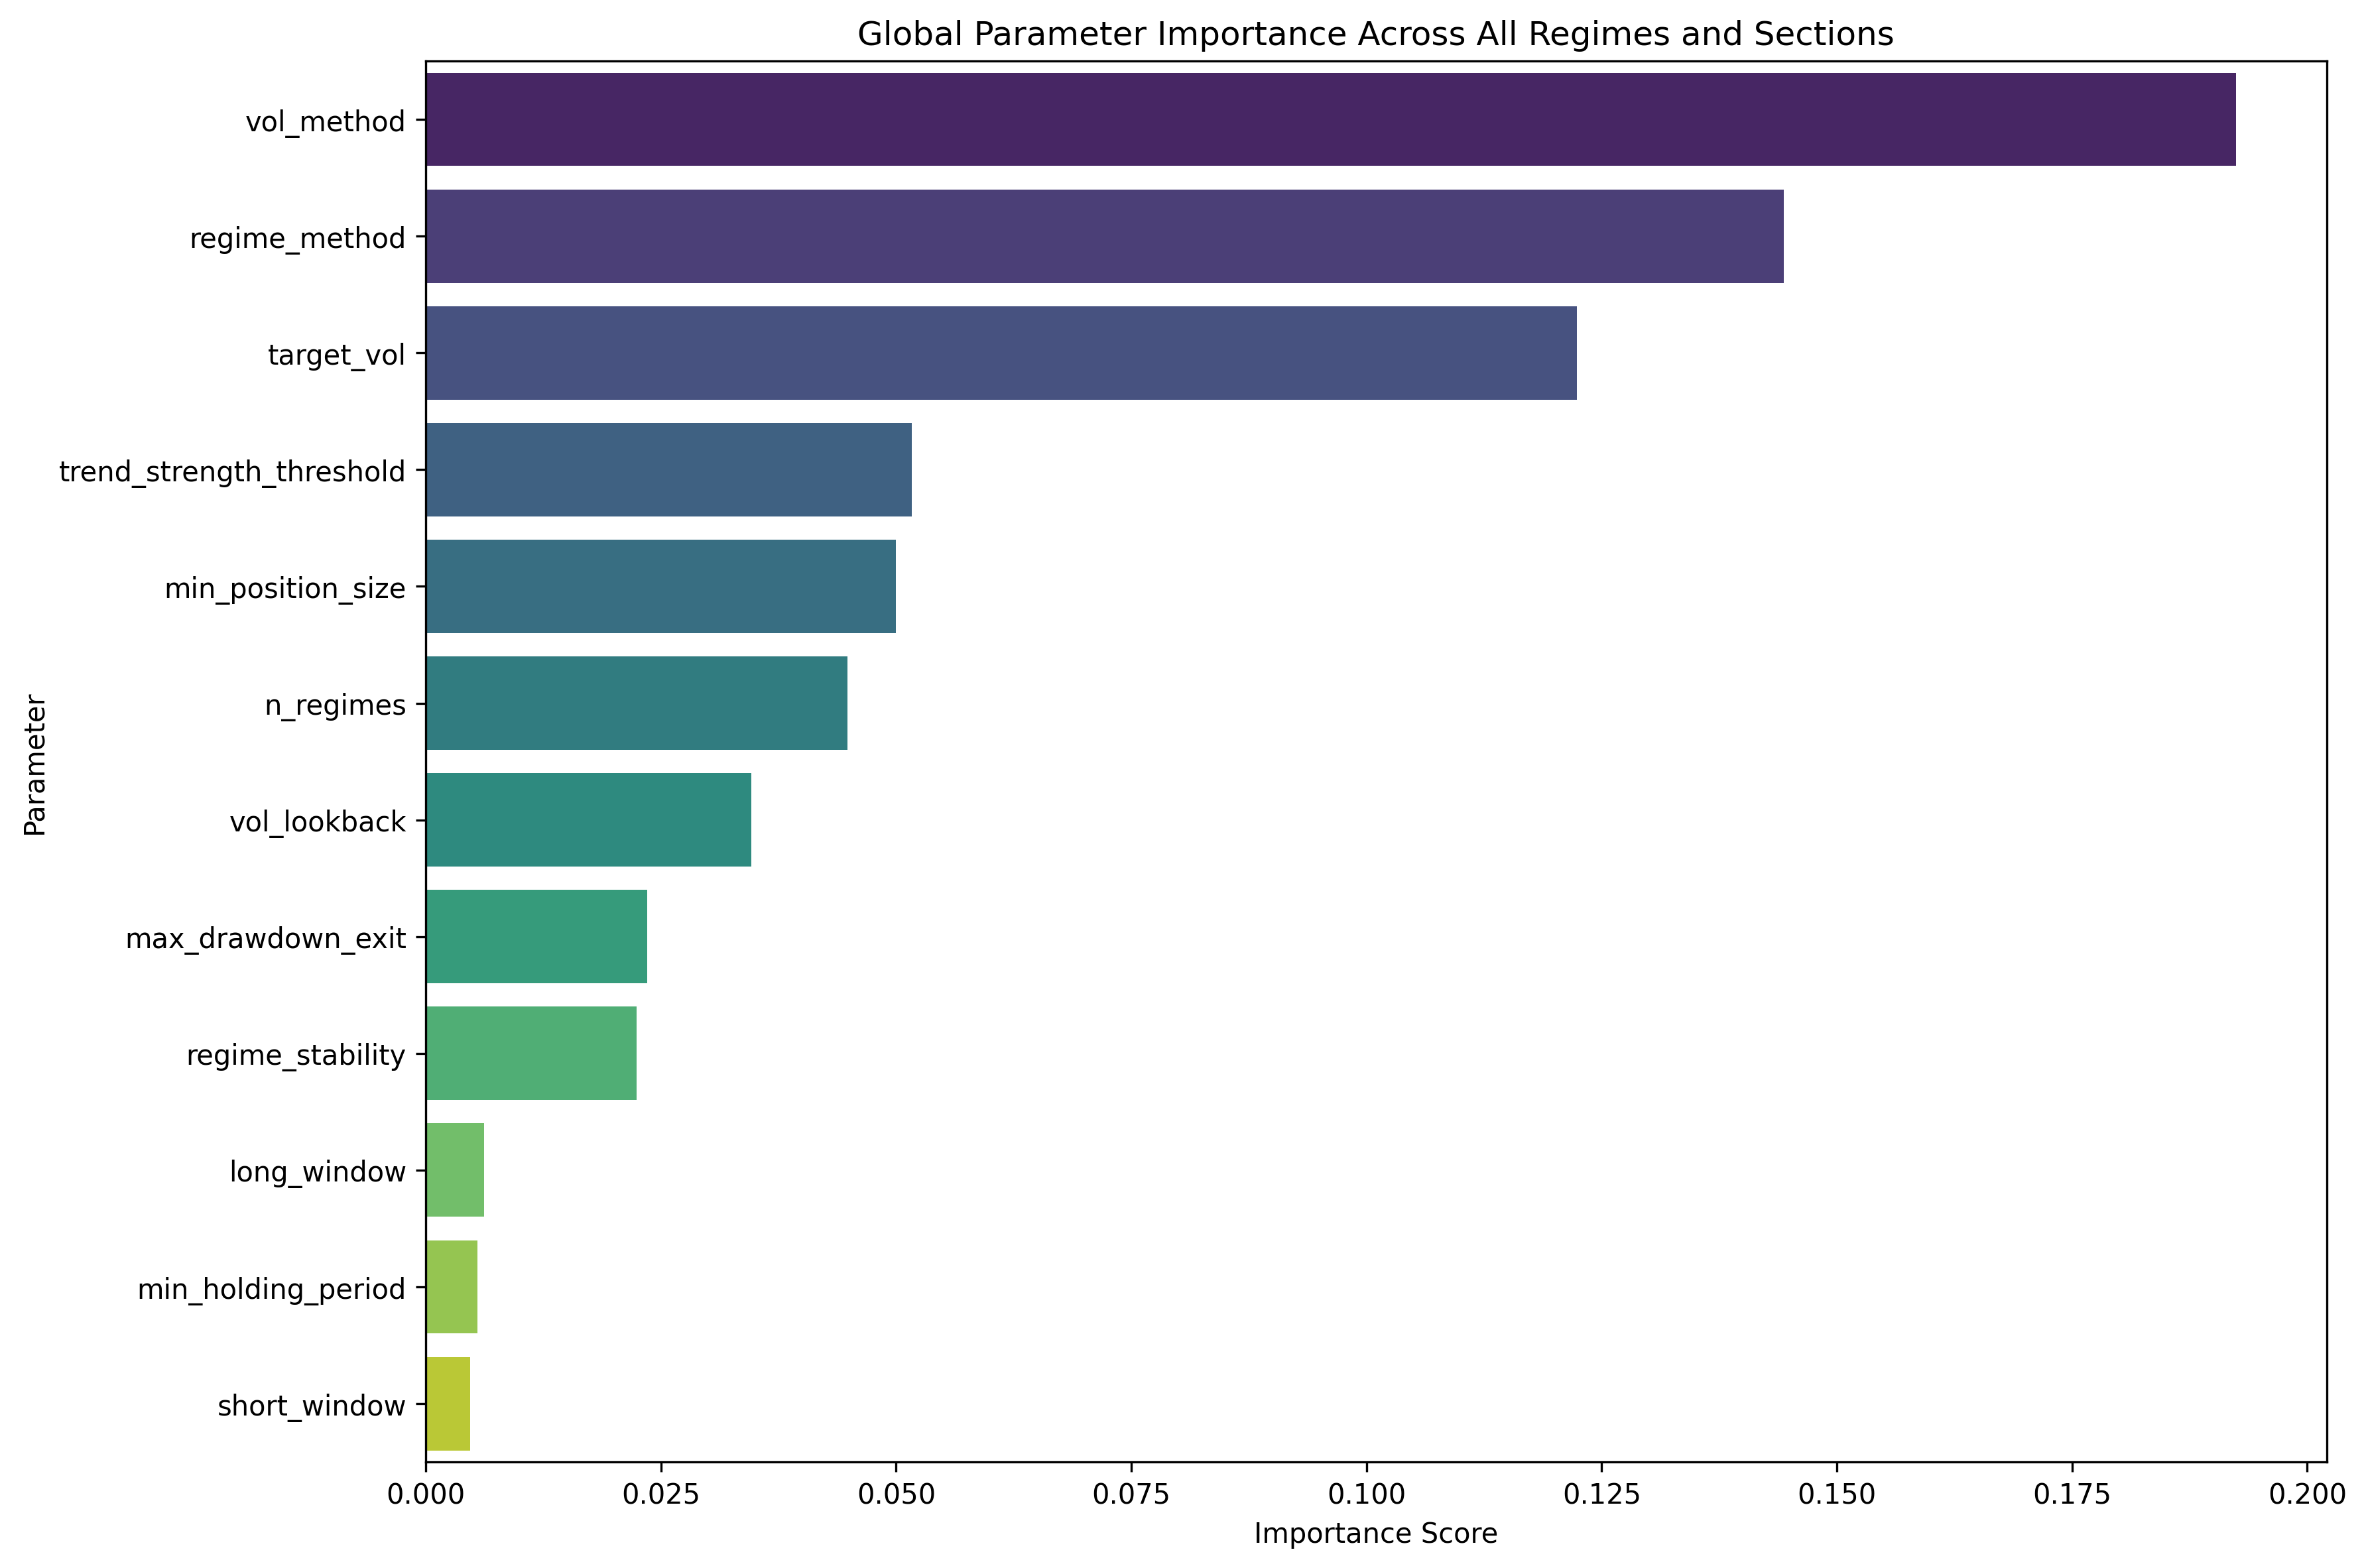 Global Parameter Importance Across All Regimes and Sections
vol_method
regime_method
target_vol
trend_strength_threshold
min_position_size
n_regimes
vol_lookback
max_drawdown_exit
regime_stability
long_window
min_holding_period
short_window
Parameter
0.000 0.025 0.050 0.075 0.100 0.125 0.150 0.175 0.200
Importance Score